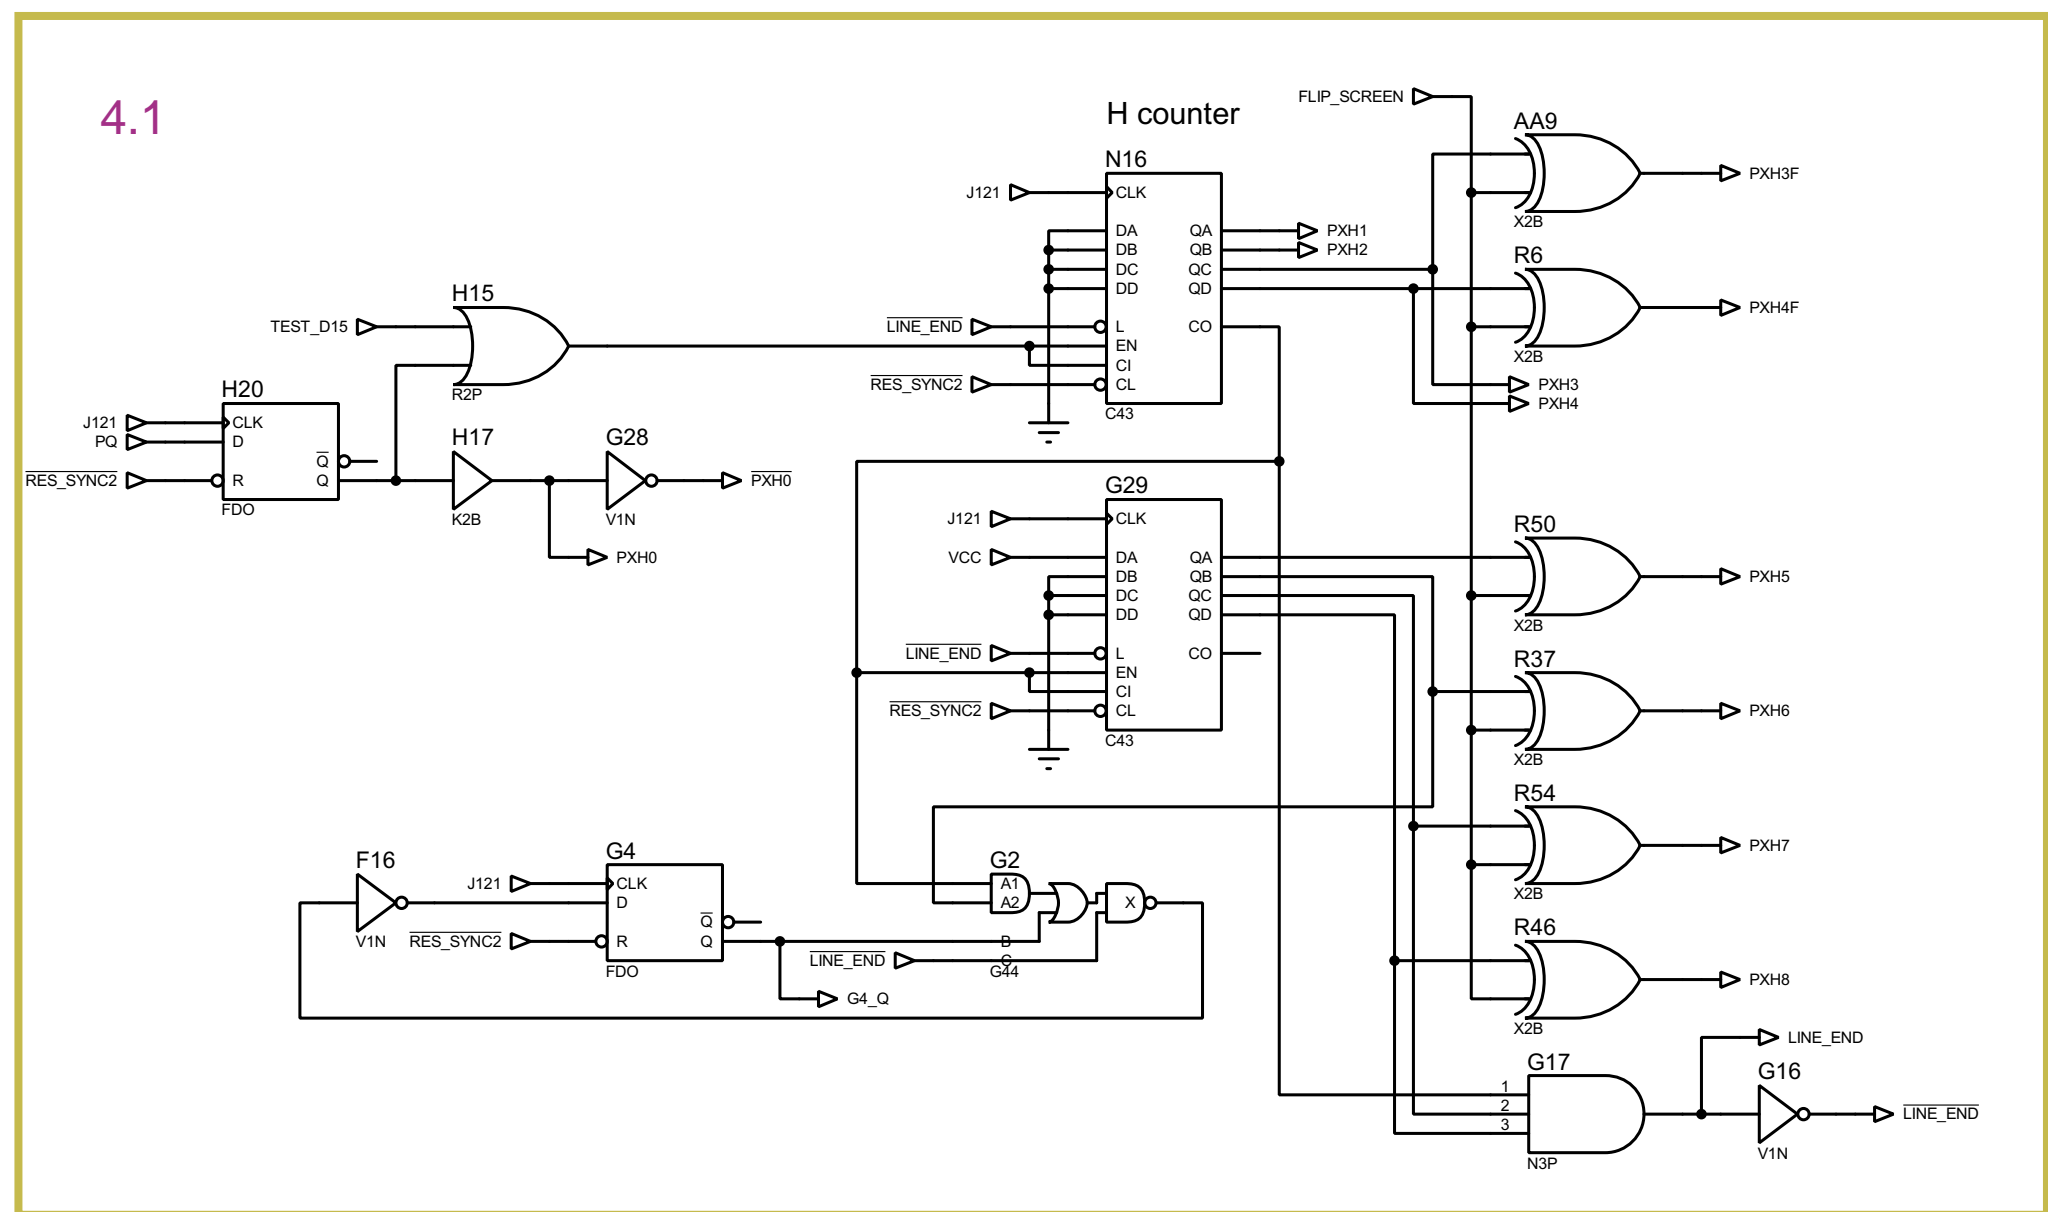 4.1
H counter
FLIP_SCREEN
AA9
X2B
PXH3F
N16
J121
CLK
DA QA PXH1
DB QB PXH2
DC QC
DD QD
LINE_END L CO
EN
CI
RES_SYNC2 CL
C43
R6
X2B
PXH4F
PXH3
PXH4
H15
TEST_D15
R2P
H20
J121 CLK
PQ D
Q
RES_SYNC2 R Q
FDO
H17
K2B
G28
V1N
PXH0
PXH0
G29
J121 CLK
VCC DA QA
DB QB
DC QC
DD QD
LINE_END L CO
EN
CI
RES_SYNC2 CL
C43
R50
X2B
PXH5
R37
X2B
PXH6
R54
X2B
PXH7
R46
X2B
PXH8
F16
V1N
G4
J121 CLK
D
Q
RES_SYNC2 R Q
FDO
G4_Q
G2
A1
A2
X
B
LINE_END C
G44
G17
1
2
3
N3P
LINE_END
G16
V1N
LINE_END